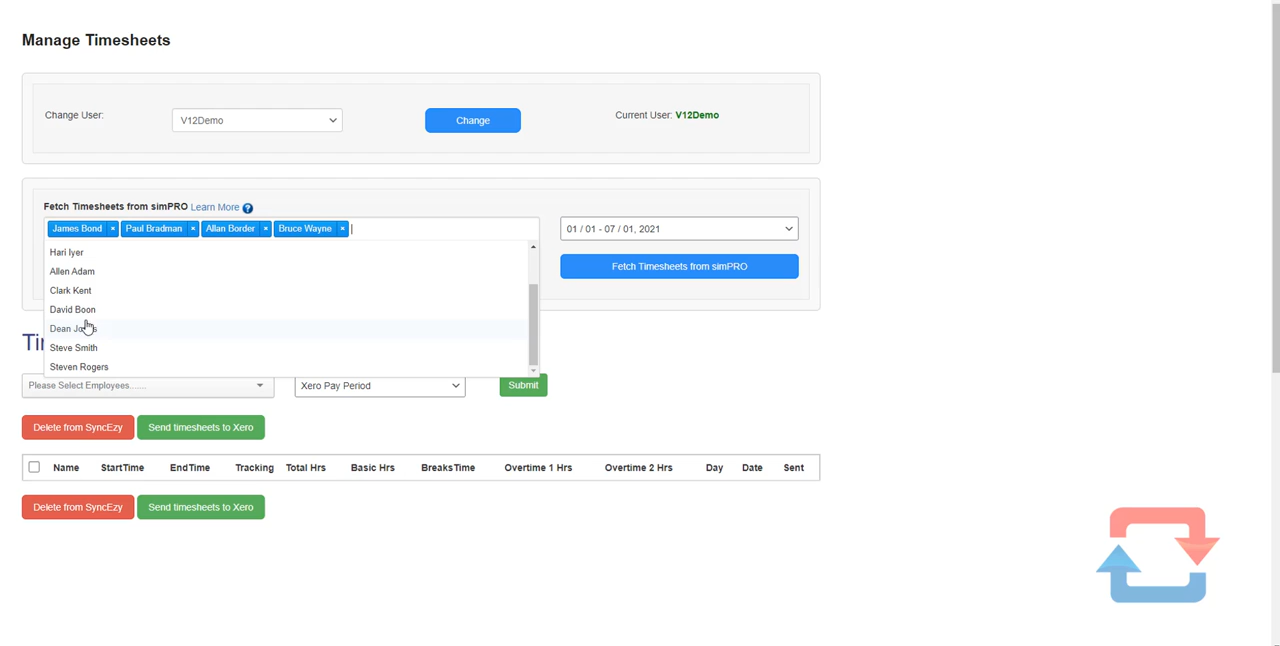 Manage Timesheets
Change User:
V12Demo
Change
Current User: V12Demo
Fetch Timesheets from simPRO Learn More ?
James Bond × Paul Bradman × Allan Border × Bruce Wayne ×
01 / 01 - 07 / 01, 2021
Hari Iyer
Allen Adam
Fetch Timesheets from simPRO
Clark Kent
David Boon
Dean
Steve Smith
Steven Rogers
Please Select Employees......
Xero Pay Period
Submit
Delete from SyncEzy
Send timesheets to Xero
Name StartTime EndTime Tracking Total Hrs Basic Hrs BreaksTime Overtime 1 Hrs Overtime 2 Hrs Day Date Sent
Delete from SyncEzy
Send timesheets to Xero